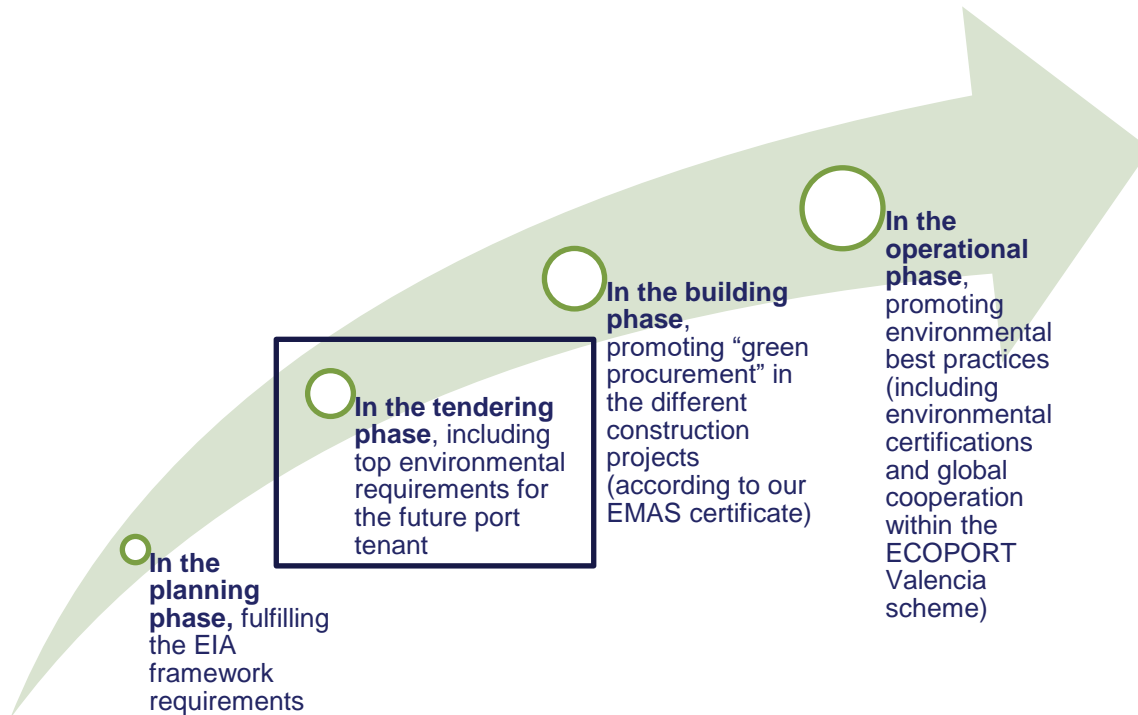 In the
planning
phase, fulfilling
the EIA
framework
requirements
In the tendering
phase, including
top environmental
requirements for
the future port
tenant
In the building
phase,
promoting “green
procurement” in
the different
construction
projects
(according to our
EMAS certificate)
In the
operational
phase,
promoting
environmental
best practices
(including
environmental
certifications
and global
cooperation
within the
ECOPORT
Valencia
scheme)